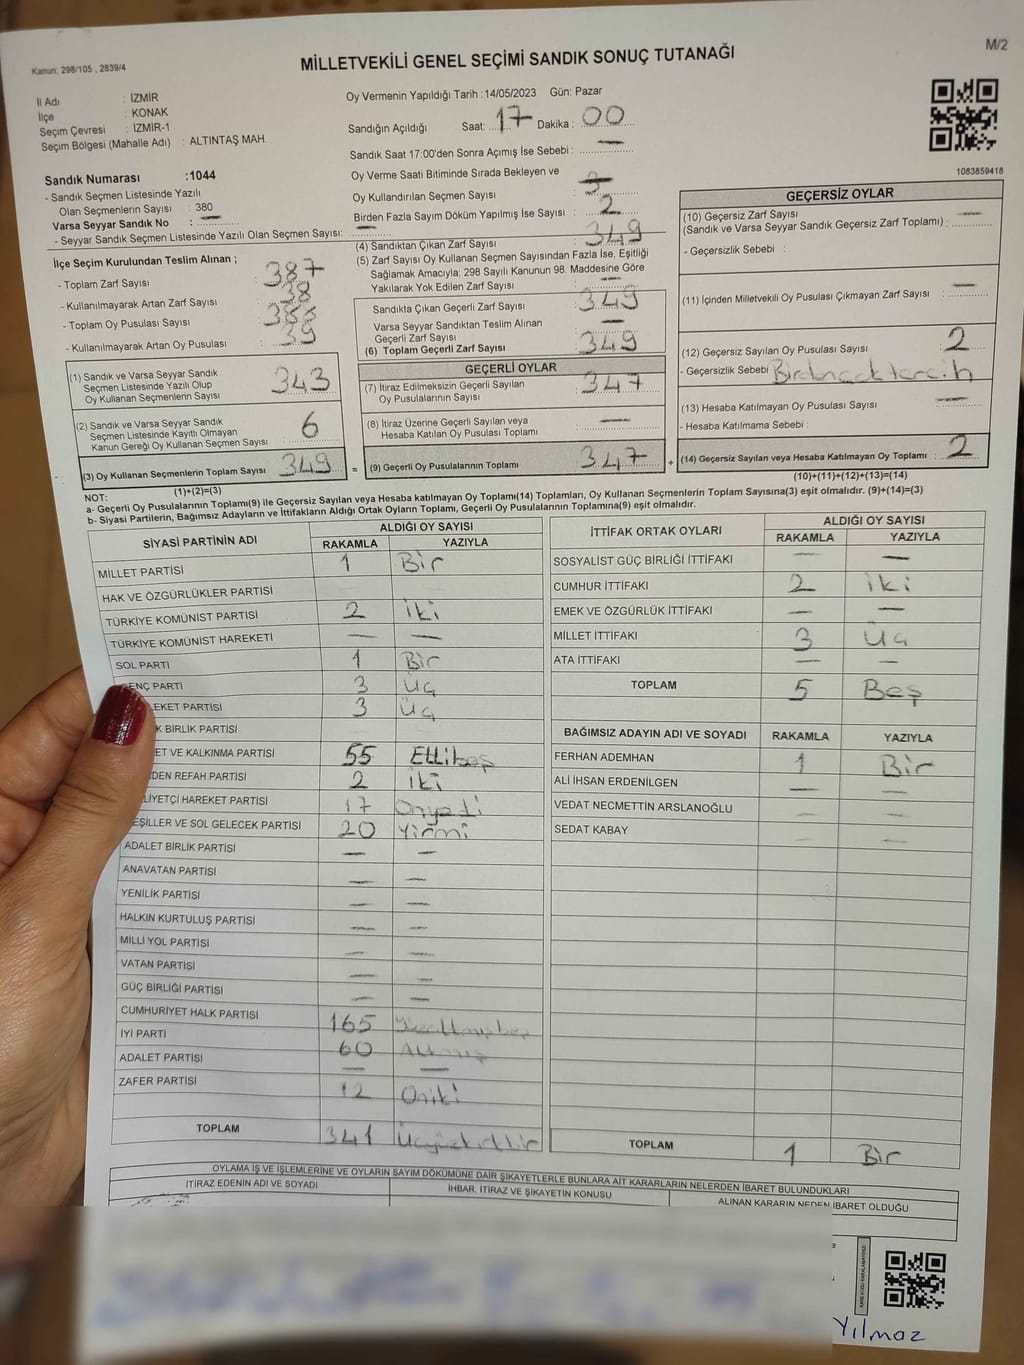 M/2
Kanun; 298/105 , 2839/4
MİLLETVEKİLİ GENEL SEÇİMİ SANDIK SONUÇ TUTANAĞI
İl Adı : İZMİR
İlçe : KONAK
Seçim Çevresi : İZMİR-1
Seçim Bölgesi (Mahalle Adı) : ALTINTAŞ MAH.
Sandık Numarası :1044
- Sandık Seçmen Listesinde Yazılı
Olan Seçmenlerin Sayısı : 380
Varsa Seyyar Sandık No : —
- Seyyar Sandık Seçmen Listesinde Yazılı Olan Seçmen Sayısı: —
Oy Vermenin Yapıldığı Tarih :14/05/2023 Gün: Pazar
Sandığın Açıldığı Saat: 17 Dakika : 00
Sandık Saat 17:00'den Sonra Açımış İse Sebebi : —
Oy Verme Saati Bitiminde Sırada Bekleyen ve
Oy Kullandırılan Seçmen Sayısı :
Birden Fazla Sayım Döküm Yapılmış İse Sayısı : 2
(4) Sandıktan Çıkan Zarf Sayısı : 349
(5) Zarf Sayısı Oy Kullanan Seçmen Sayısından Fazla İse, Eşitliği
Sağlamak Amacıyla; 298 Sayılı Kanunun 98. Maddesine Göre
Yakılarak Yok Edilen Zarf Sayısı : —
Sandıkta Çıkan Geçerli Zarf Sayısı : 349
Varsa Seyyar Sandıktan Teslim Alınan
Geçerli Zarf Sayısı : —
(6) Toplam Geçerli Zarf Sayısı : 349
İlçe Seçim Kurulundan Teslim Alınan ;
- Toplam Zarf Sayısı : 387
- Kullanılmayarak Artan Zarf Sayısı : 38
- Toplam Oy Pusulası Sayısı :
- Kullanılmayarak Artan Oy Pusulası : 39
(1) Sandık ve Varsa Seyyar Sandık
Seçmen Listesinde Yazılı Olup
Oy Kullanan Seçmenlerin Sayısı : 343
(2) Sandık ve Varsa Seyyar Sandık
Seçmen Listesinde Kayıtlı Olmayan
Kanun Gereği Oy Kullanan Seçmen Sayısı : 6
(3) Oy Kullanan Seçmenlerin Toplam Sayısı : 349
(1)+(2)=(3)
GEÇERLİ OYLAR
(7) İtiraz Edilmeksizin Geçerli Sayılan
Oy Pusulalarının Sayısı : 347
(8) İtiraz Üzerine Geçerli Sayılan veya
Hesaba Katılan Oy Pusulası Toplamı : —
= (9) Geçerli Oy Pusulalarının Toplamı : 347 +
1083859418
GEÇERSİZ OYLAR
(10) Geçersiz Zarf Sayısı : —
(Sandık ve Varsa Seyyar Sandık Geçersiz Zarf Toplamı) :
- Geçersizlik Sebebi :
(11) İçinden Milletvekili Oy Pusulası Çıkmayan Zarf Sayısı : —
(12) Geçersiz Sayılan Oy Pusulası Sayısı : 2
- Geçersizlik Sebebi :
(13) Hesaba Katılmayan Oy Pusulası Sayısı : —
- Hesaba Katılmama Sebebi :
(14) Geçersiz Sayılan veya Hesaba Katılmayan Oy Toplamı : 2
(10)+(11)+(12)+(13)=(14)
NOT:
a- Geçerli Oy Pusulalarının Toplamı(9) ile Geçersiz Sayılan veya Hesaba katılmayan Oy Toplamı(14) Toplamları, Oy Kullanan Seçmenlerin Toplam Sayısına(3) eşit olmalıdır. (9)+(14)=(3)
b- Siyasi Partilerin, Bağımsız Adayların ve İttifakların Aldığı Ortak Oyların Toplamı, Geçerli Oy Pusulalarının Toplamına(9) eşit olmalıdır.
SİYASİ PARTİNİN ADI ALDIĞI OY SAYISI
RAKAMLA YAZIYLA
MİLLET PARTİSİ 1 Bir
HAK VE ÖZGÜRLÜKLER PARTİSİ
TÜRKİYE KOMÜNİST PARTİSİ 2 İki
TÜRKİYE KOMÜNİST HAREKETİ — —
SOL PARTİ 1 Bir
ENÇ PARTİ 3 Üç
LEKET PARTİSİ 3 Üç
K BİRLİK PARTİSİ
ET VE KALKINMA PARTİSİ 55 Ellibeş
DEN REFAH PARTİSİ 2 İki
LİYETÇİ HAREKET PARTİSİ 17 Onyedi
EŞİLLER VE SOL GELECEK PARTİSİ 20 Yirmi
ADALET BİRLİK PARTİSİ — —
ANAVATAN PARTİSİ — —
YENİLİK PARTİSİ — —
HALKIN KURTULUŞ PARTİSİ — —
MİLLİ YOL PARTİSİ — —
VATAN PARTİSİ — —
GÜÇ BİRLİĞİ PARTİSİ — —
CUMHURİYET HALK PARTİSİ 165
İYİ PARTİ 60 Altmış
ADALET PARTİSİ — —
ZAFER PARTİSİ 12 Oniki
TOPLAM 341
İTTİFAK ORTAK OYLARI ALDIĞI OY SAYISI
RAKAMLA YAZIYLA
SOSYALİST GÜÇ BİRLİĞİ İTTİFAKI — —
CUMHUR İTTİFAKI 2 İki
EMEK VE ÖZGÜRLÜK İTTİFAKI — —
MİLLET İTTİFAKI 3 Üç
ATA İTTİFAKI — —
TOPLAM 5 Beş
BAĞIMSIZ ADAYIN ADI VE SOYADI RAKAMLA YAZIYLA
FERHAN ADEMHAN 1 Bir
ALİ İHSAN ERDENİLGEN — —
VEDAT NECMETTİN ARSLANOĞLU — —
SEDAT KABAY — —
TOPLAM 1 Bir
OYLAMA İŞ VE İŞLEMLERİNE VE OYLARIN SAYIM DÖKÜMÜNE DAİR ŞİKAYETLERLE BUNLARA AİT KARARLARIN NELERDEN İBARET BULUNDUKLARI
İTİRAZ EDENİN ADI VE SOYADI İHBAR, İTİRAZ VE ŞİKAYETİN KONUSU ALINAN KARARIN NEDEN İBARET OLDUĞU
Yılmaz